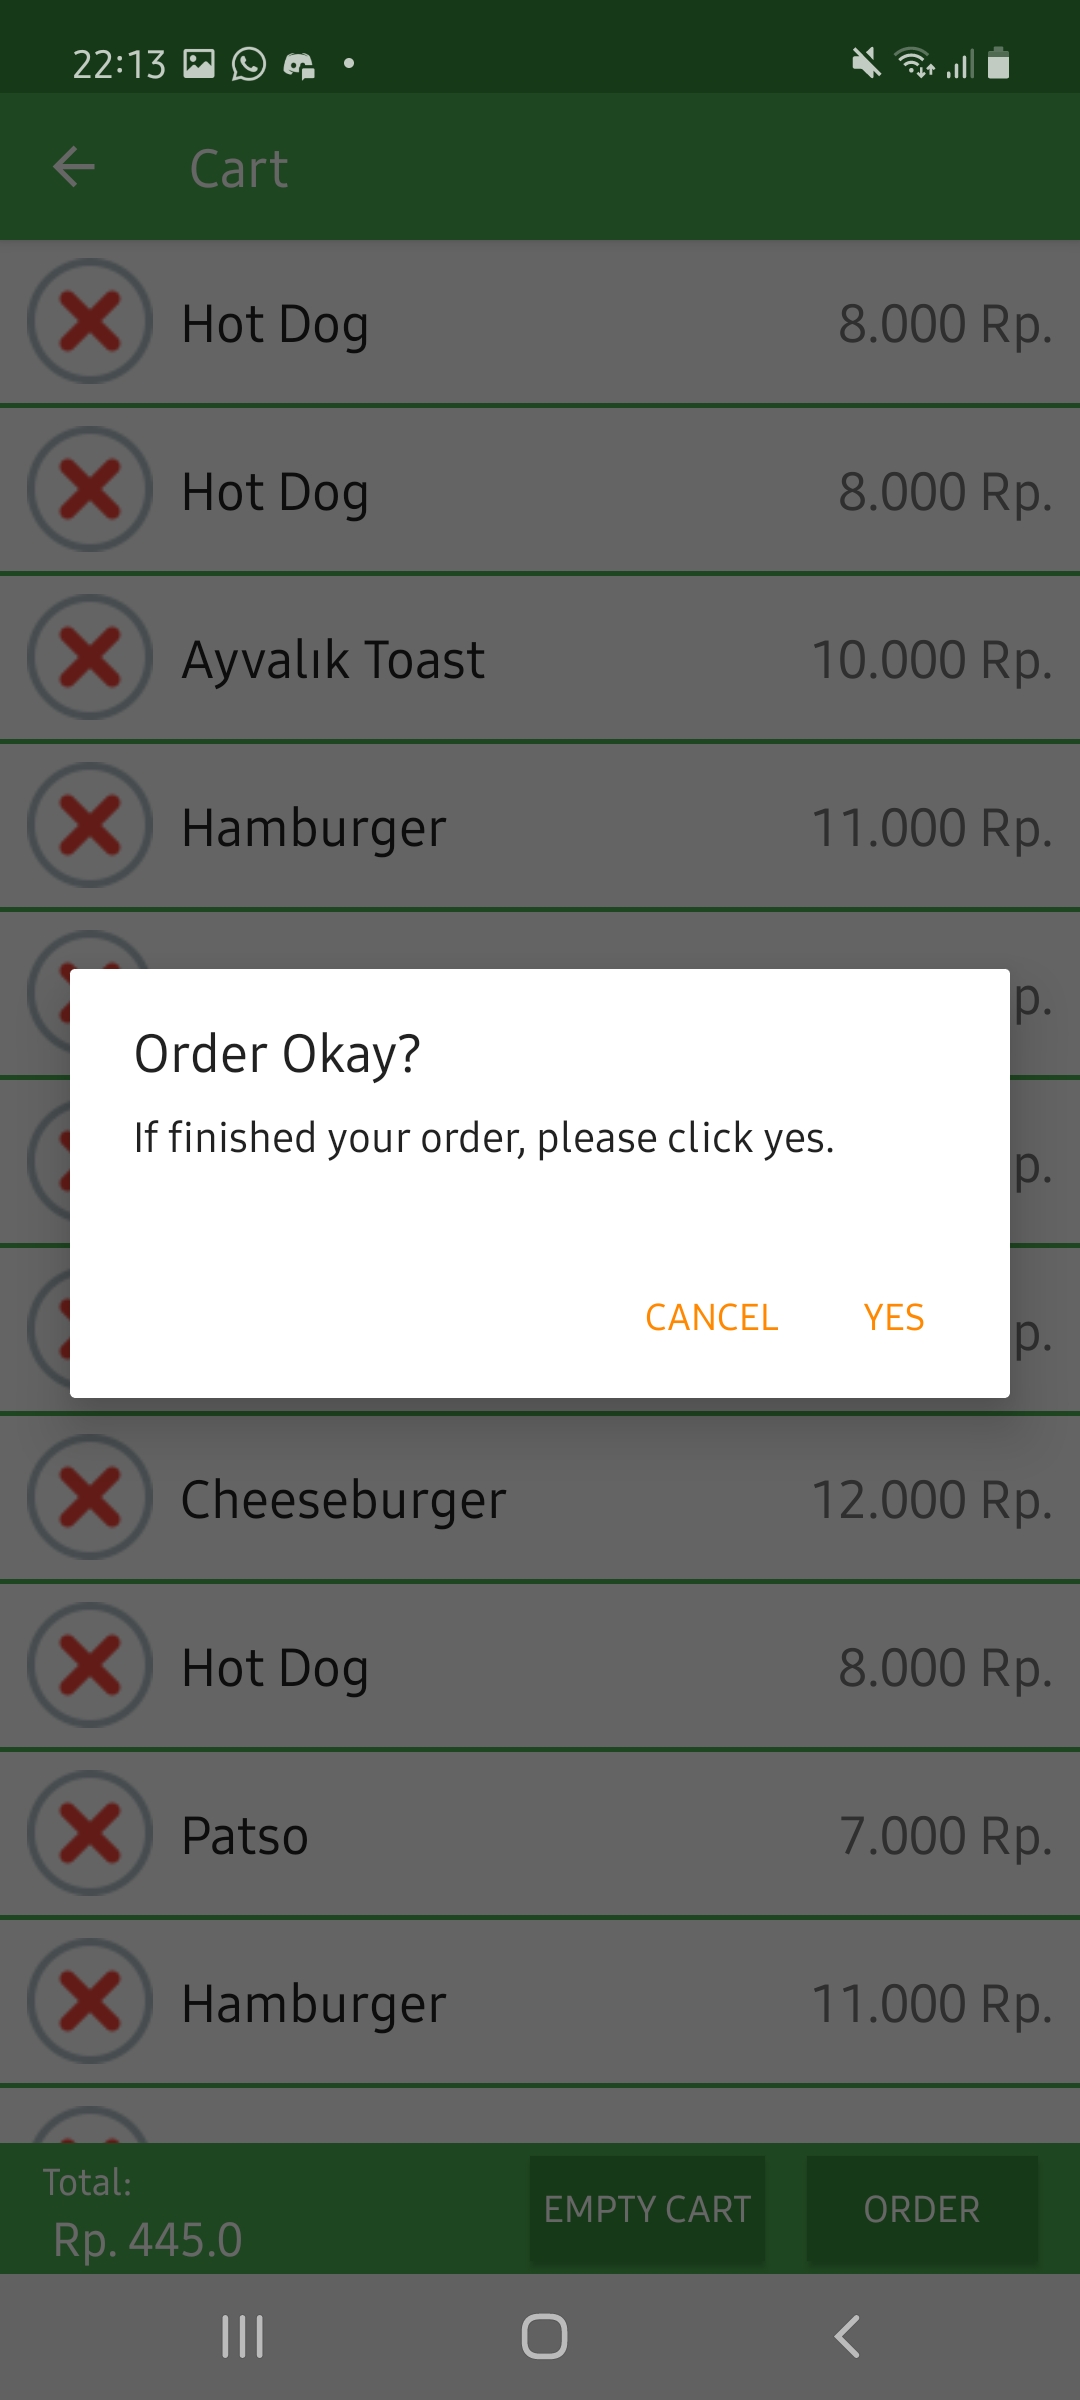 22:13
Cart
Hot Dog 8.000 Rp.
Hot Dog 8.000 Rp.
Ayvalık Toast 10.000 Rp.
Hamburger 11.000 Rp.
p.
Order Okay?
If finished your order, please click yes.
p.
CANCEL YES
p.
Cheeseburger 12.000 Rp.
Hot Dog 8.000 Rp.
Patso 7.000 Rp.
Hamburger 11.000 Rp.
Total:
Rp. 445.0
EMPTY CART
ORDER